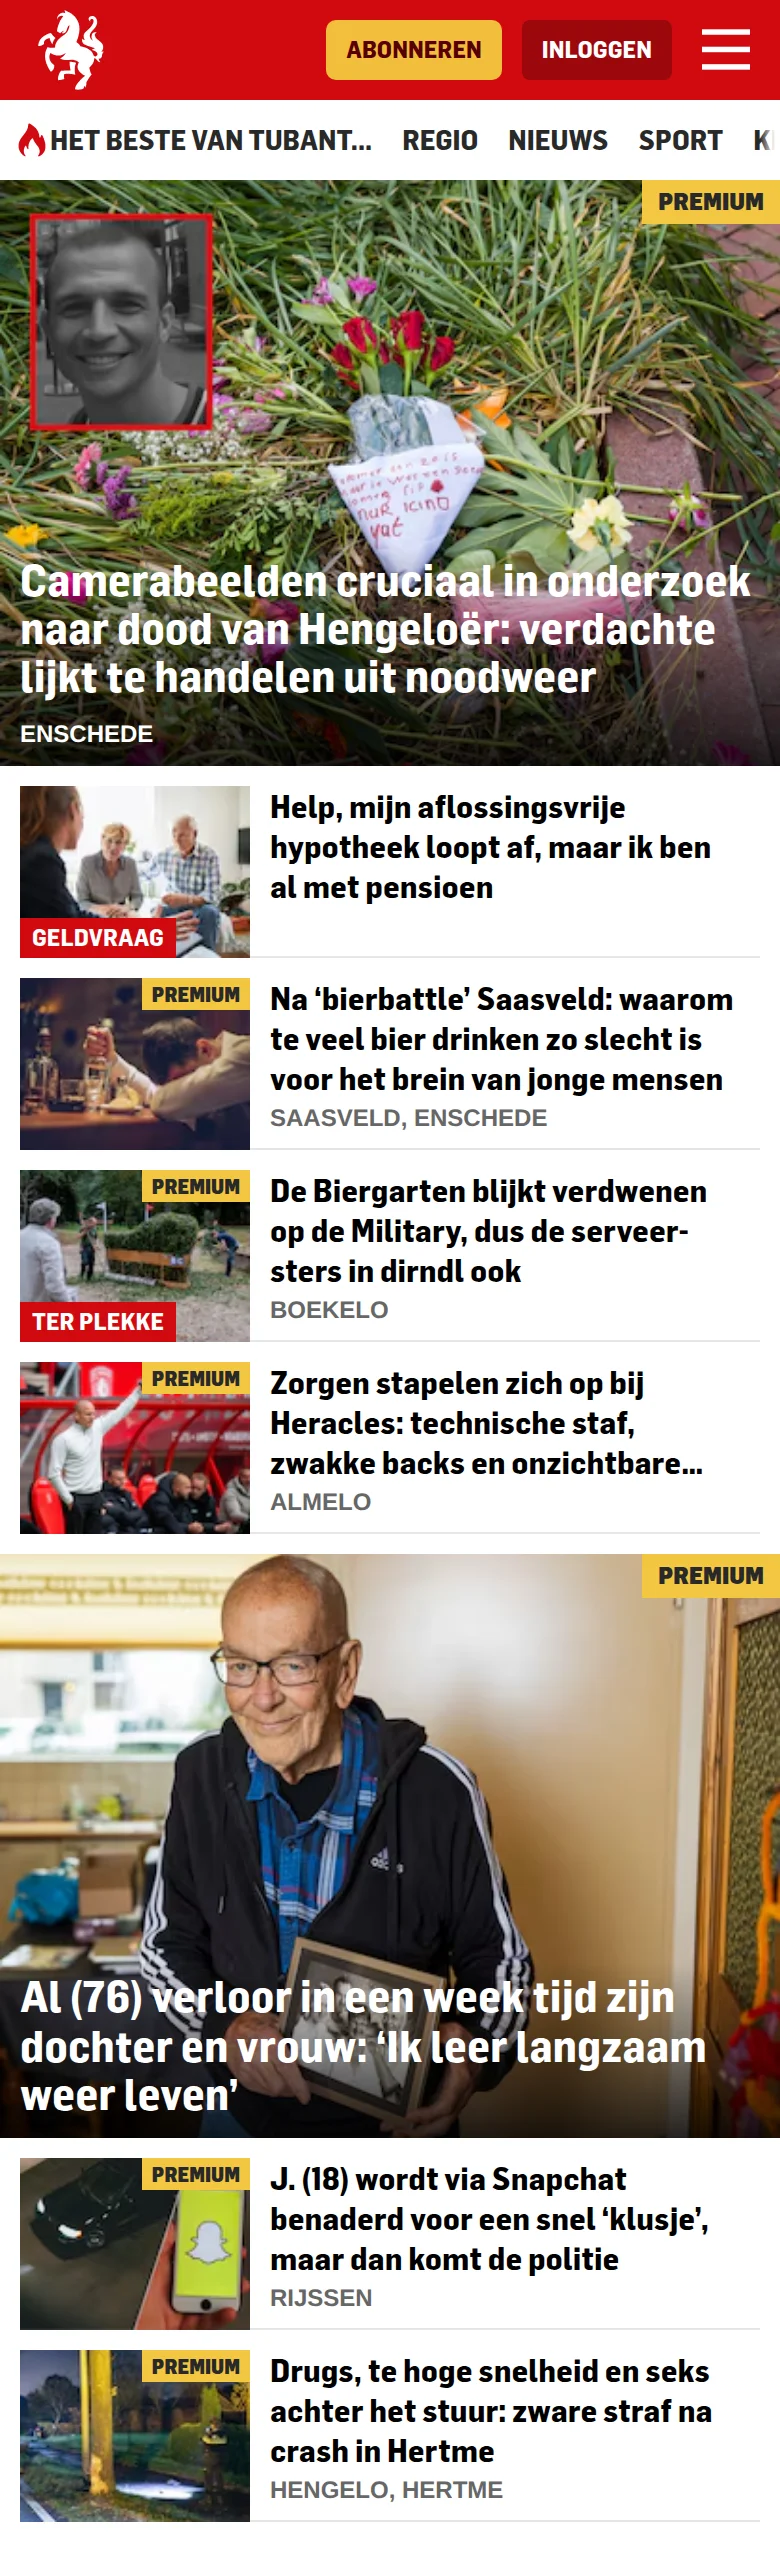 ABONNEREN
INLOGGEN
HET BESTE VAN TUBANT...
REGIO
NIEUWS
SPORT
PREMIUM
NUR KIND
Camerabeelden cruciaal in onderzoek
naar dood van Hengeloër: verdachte
lijkt te handelen uit noodweer
ENSCHEDE
Help, mijn aflossingsvrije
hypotheek loopt af, maar ik ben
al met pensioen
GELDVRAAG
PREMIUM
Na ‘bierbattle’ Saasveld: waarom
te veel bier drinken zo slecht is
voor het brein van jonge mensen
SAASVELD, ENSCHEDE
PREMIUM
De Biergarten blijkt verdwenen
op de Military, dus de serveer-
sters in dirndl ook
TER PLEKKE
BOEKELO
PREMIUM
Zorgen stapelen zich op bij
Heracles: technische staf,
zwakke backs en onzichtbare...
ALMELO
PREMIUM
adidas
Al (76) verloor in een week tijd zijn
dochter en vrouw: ‘Ik leer langzaam
weer leven’
PREMIUM
J. (18) wordt via Snapchat
benaderd voor een snel ‘klusje’,
maar dan komt de politie
RIJSSEN
PREMIUM
Drugs, te hoge snelheid en seks
achter het stuur: zware straf na
crash in Hertme
HENGELO, HERTME